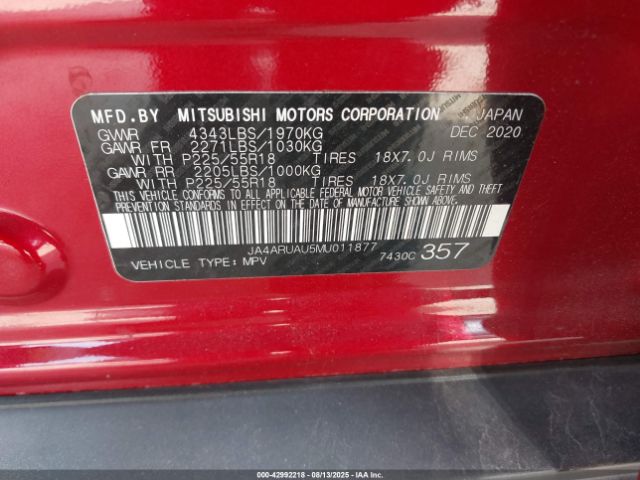 MFD.BY MITSUBISHI MOTORS CORPORATION JAPAN
GVWR 4343LBS/1970KG DEC 2020
GAWR FR 2271LBS/1030KG
WITH P225/55R18 TIRES 18X7.0J RIMS
GAWR RR 2205LBS/1000KG
WITH P225/55R18 TIRES 18X7.0J RIMS
THIS VEHICLE CONFORMS TO ALL APPLICABLE FEDERAL MOTOR VEHICLE SAFETY AND THEFT
PREVENTION STANDARDS IN EFFECT ON THE DATE OF MANUFACTURE SHOWN ABOVE.
JA4ARUAU5MU011877
VEHICLE TYPE: MPV 7430C 357
000-42992218 - 08/13/2025 - IAAI.COM